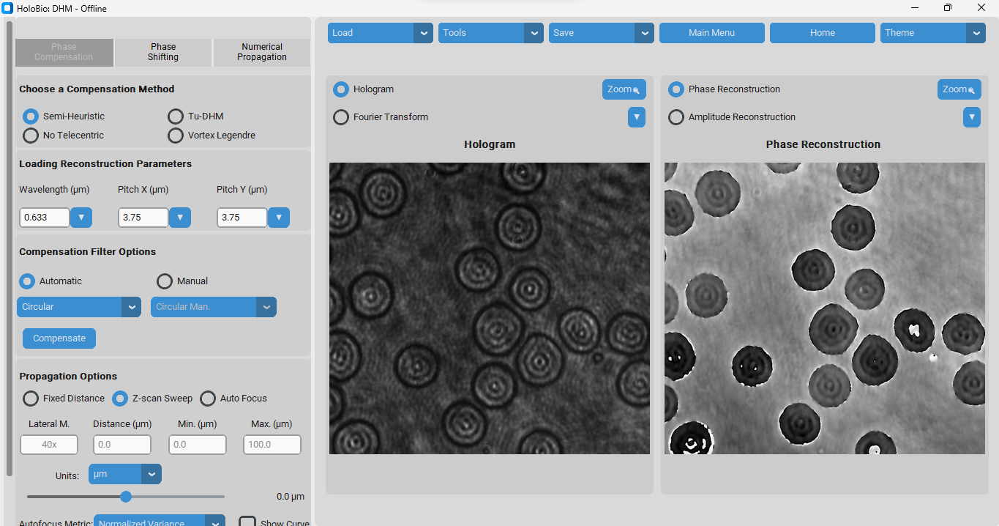 HoloBio: DHM - Offline
Load
Tools
Save
Main Menu
Home
Theme
Phase
Compensation
Phase
Shifting
Numerical
Propagation
Choose a Compensation Method
Semi-Heuristic
Tu-DHM
No Telecentric
Vortex Legendre
Loading Reconstruction Parameters
Wavelength (µm)
Pitch X (µm)
Pitch Y (µm)
0.633
3.75
3.75
Compensation Filter Options
Automatic
Manual
Circular
Circular Man.
Compensate
Propagation Options
Fixed Distance
Z-scan Sweep
Auto Focus
Lateral M.
Distance (µm)
Min. (µm)
Max. (µm)
40x
0.0
0.0
100.0
Units:
µm
0.0 µm
Autofocus Metric:
Normalized Variance
Show Curve
Hologram
Zoom
Fourier Transform
Hologram
Phase Reconstruction
Zoom
Amplitude Reconstruction
Phase Reconstruction